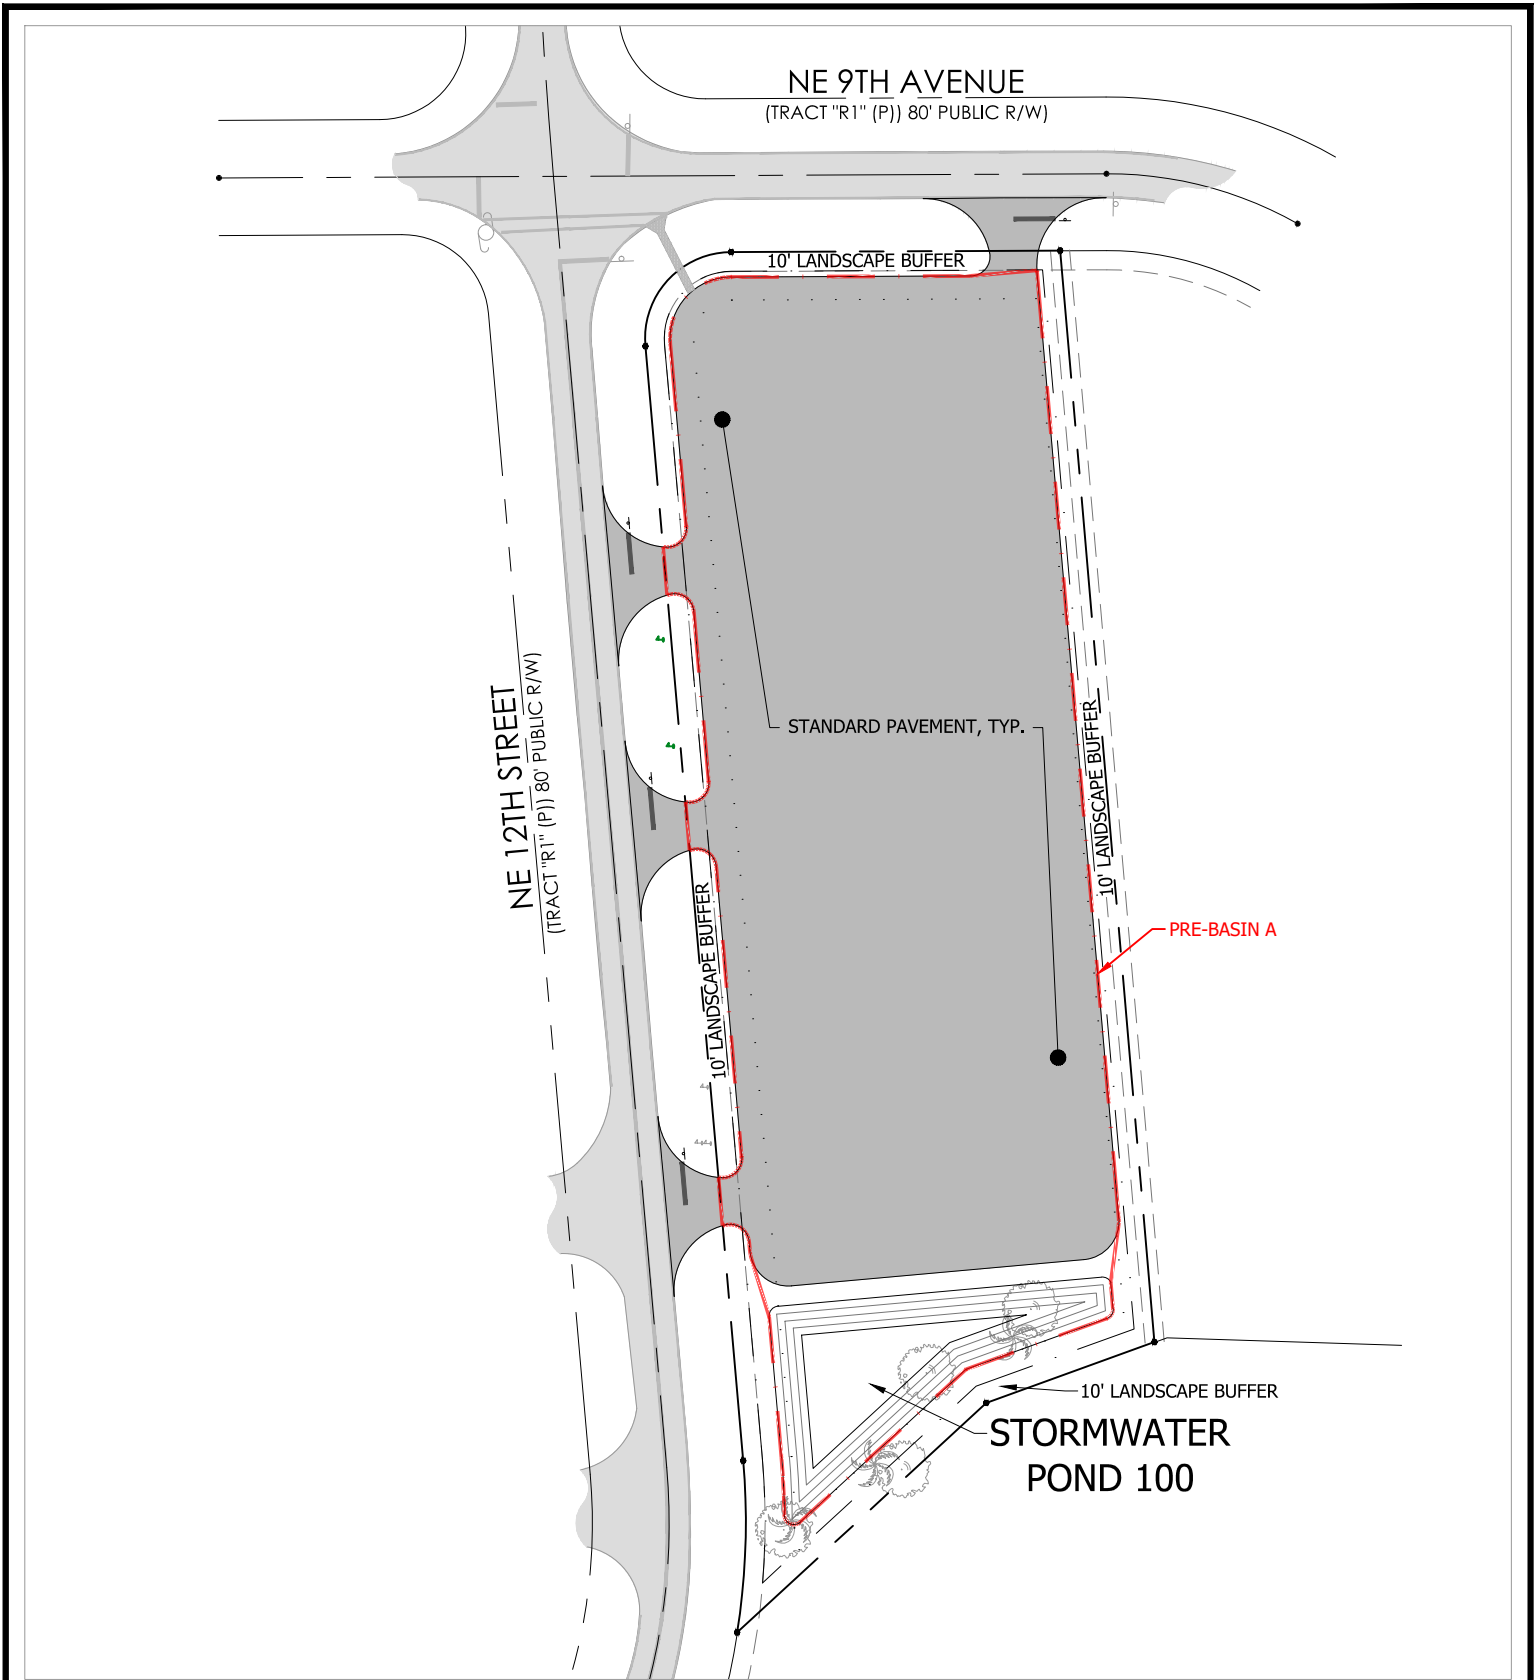 NE 9TH AVENUE
(TRACT "R1" (P)) 80' PUBLIC R/W)
10' LANDSCAPE BUFFER
STANDARD PAVEMENT, TYP.
NE 12TH STREET
(TRACT "R1" (P)) 80' PUBLIC R/W)
10' LANDSCAPE BUFFER
10' LANDSCAPE BUFFER
PRE-BASIN A
10' LANDSCAPE BUFFER
STORMWATER
POND 100